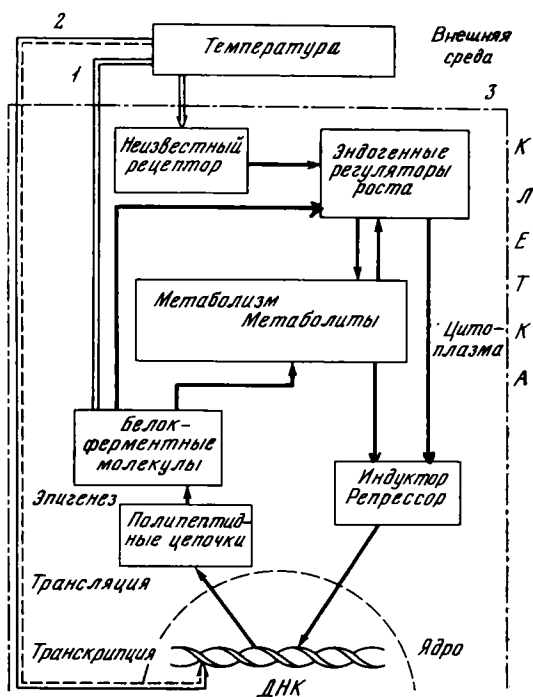 2
Температура
Внешняя
среда
1
3
Неизвестный
рецептор
Эндогенные
регуляторы
роста
К
Л
Е
Т
К
А
Метаболизм
Метаболиты
Цито-
плазма
Белок-
ферментные
молекулы
Индуктор
Репрессор
Эпигенез
Полипептид-
ные цепочки
Трансляция
Транскрипция
Ядро
ДНК